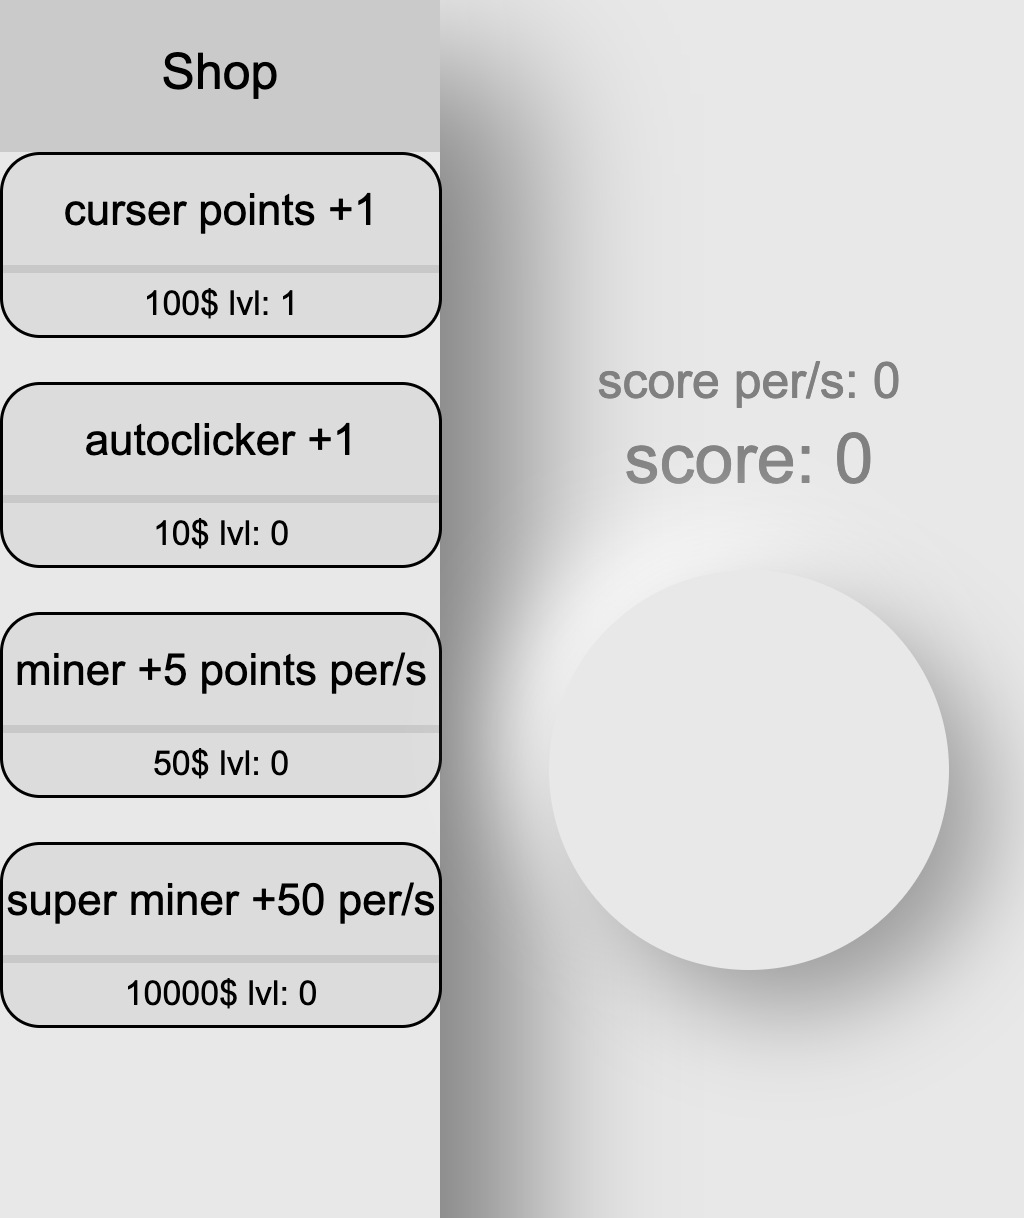 Shop
curser points +1
100$ lvl: 1
autoclicker +1
10$ lvl: 0
miner +5 points per/s
50$ lvl: 0
super miner +50 per/s
10000$ lvl: 0
score per/s: 0
score: 0